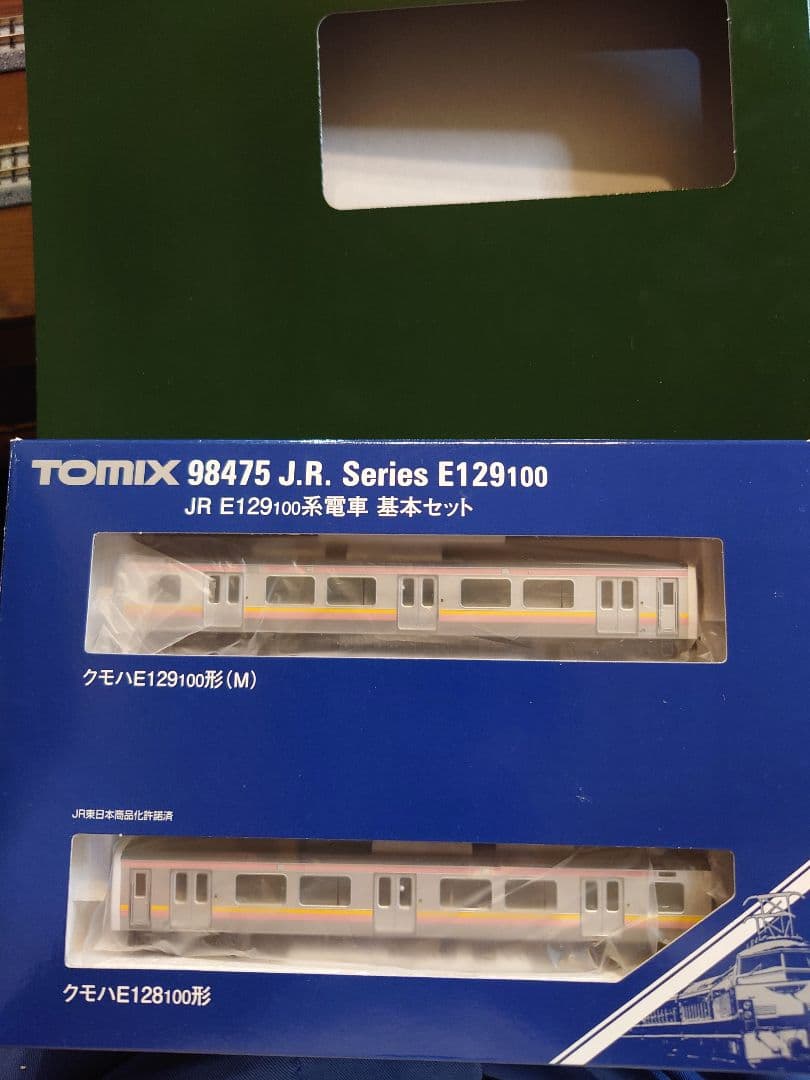 TOMIX 98475 J.R. Series E129100
JR E129100系電車 基本セット
クモハE129100形(M)
JR東日本商品化許諾済
クモハE128100形